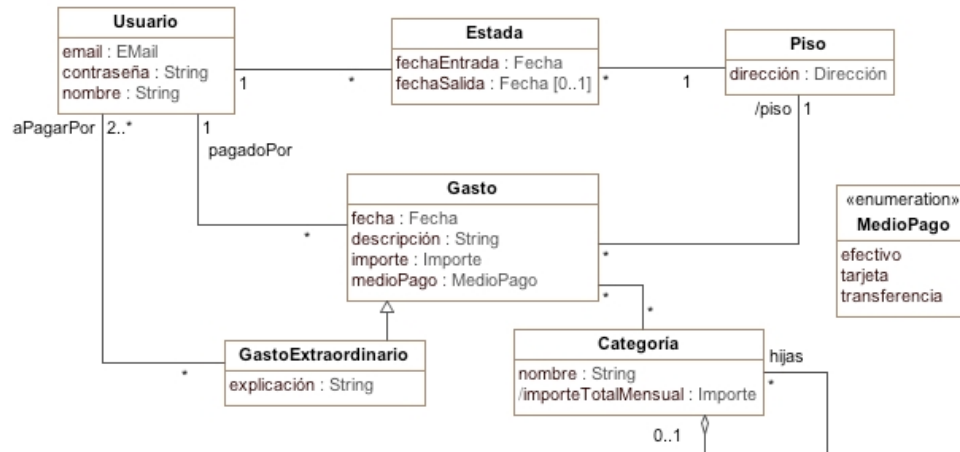 Usuario
email : EMail
contraseña : String
nombre : String
Estada
fechaEntrada : Fecha
fechaSalida : Fecha [0..1]
Piso
dirección : Dirección
1
*
*
1
aPagarPor
2..*
1
pagadoPor
/piso
1
Gasto
fecha : Fecha
descripción : String
importe : Importe
medioPago : MedioPago
*
*
*
*
«enumeration»
MedioPago
efectivo
tarjeta
transferencia
GastoExtraordinario
explicación : String
*
Categoría
nombre : String
/importeTotalMensual : Importe
hijas
*
0..1